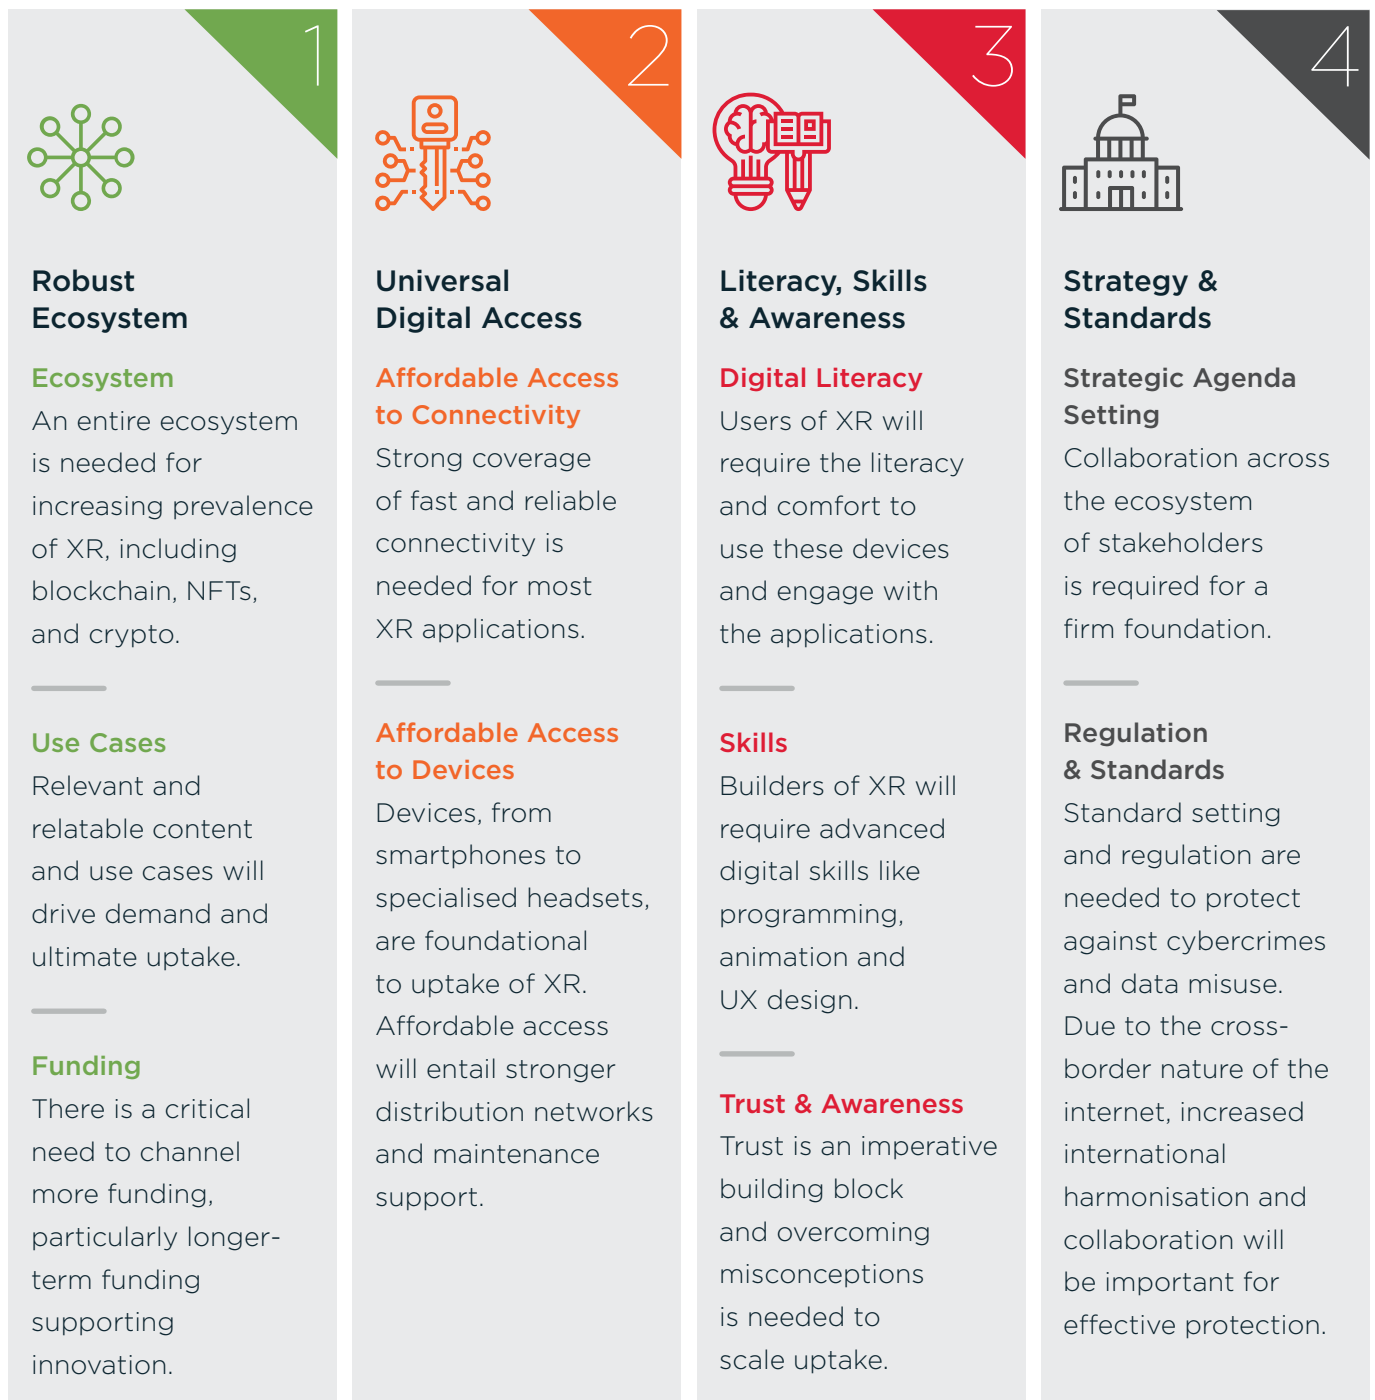 1
Robust
Ecosystem
Ecosystem
An entire ecosystem
is needed for
increasing prevalence
of XR, including
blockchain, NFTs,
and crypto.
Use Cases
Relevant and
relatable content
and use cases will
drive demand and
ultimate uptake.
Funding
There is a critical
need to channel
more funding,
particularly longer-
term funding
supporting
innovation.
2
Universal
Digital Access
Affordable Access
to Connectivity
Strong coverage
of fast and reliable
connectivity is
needed for most
XR applications.
Affordable Access
to Devices
Devices, from
smartphones to
specialised headsets,
are foundational
to uptake of XR.
Affordable access
will entail stronger
distribution networks
and maintenance
support.
3
Literacy, Skills
& Awareness
Digital Literacy
Users of XR will
require the literacy
and comfort to
use these devices
and engage with
the applications.
Skills
Builders of XR will
require advanced
digital skills like
programming,
animation and
UX design.
Trust & Awareness
Trust is an imperative
building block
and overcoming
misconceptions
is needed to
scale uptake.
4
Strategy &
Standards
Strategic Agenda
Setting
Collaboration across
the ecosystem
of stakeholders
is required for a
firm foundation.
Regulation
& Standards
Standard setting
and regulation are
needed to protect
against cybercrimes
and data misuse.
Due to the cross-
border nature of the
internet, increased
international
harmonisation and
collaboration will
be important for
effective protection.